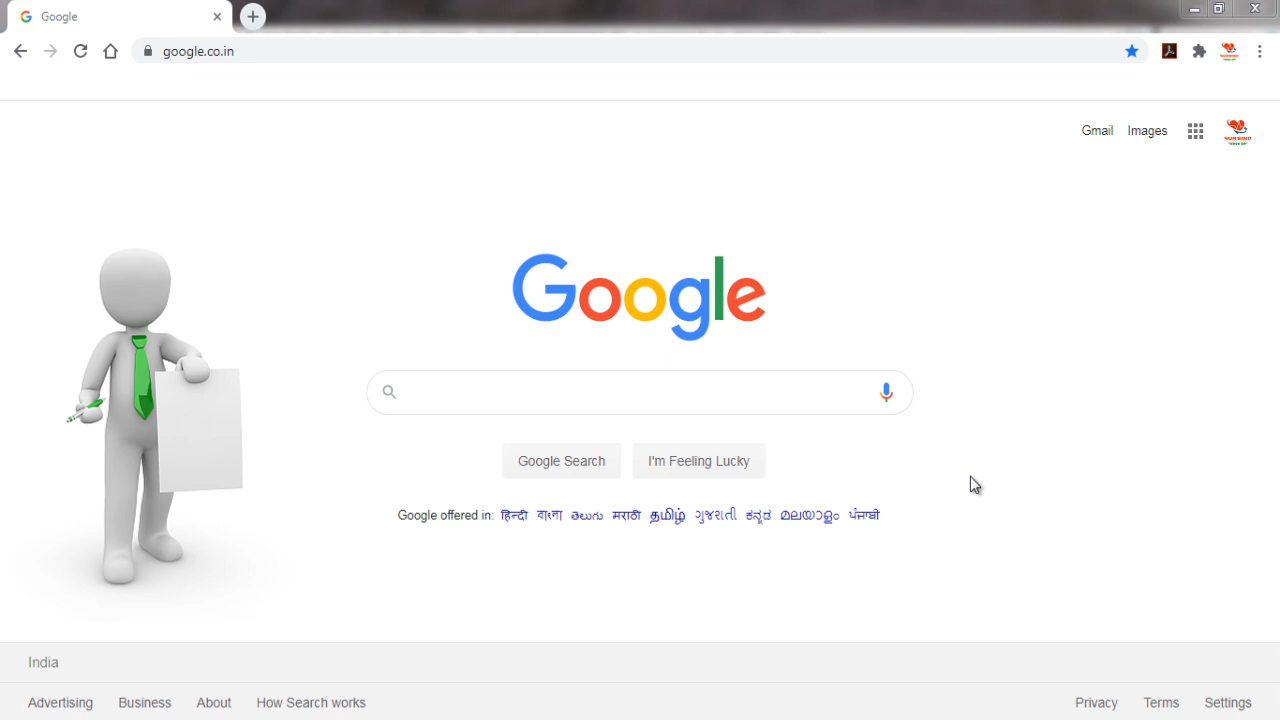 Google
google.co.in
Gmail Images
NURSING
Google
Google Search I'm Feeling Lucky
Google offered in: हिन्दी বাংলা తెలుగు मराठी தமிழ் ગુજરાતી ಕನ್ನಡ മലയാളം ਪੰਜਾਬੀ
India
Advertising Business About How Search works Privacy Terms Settings